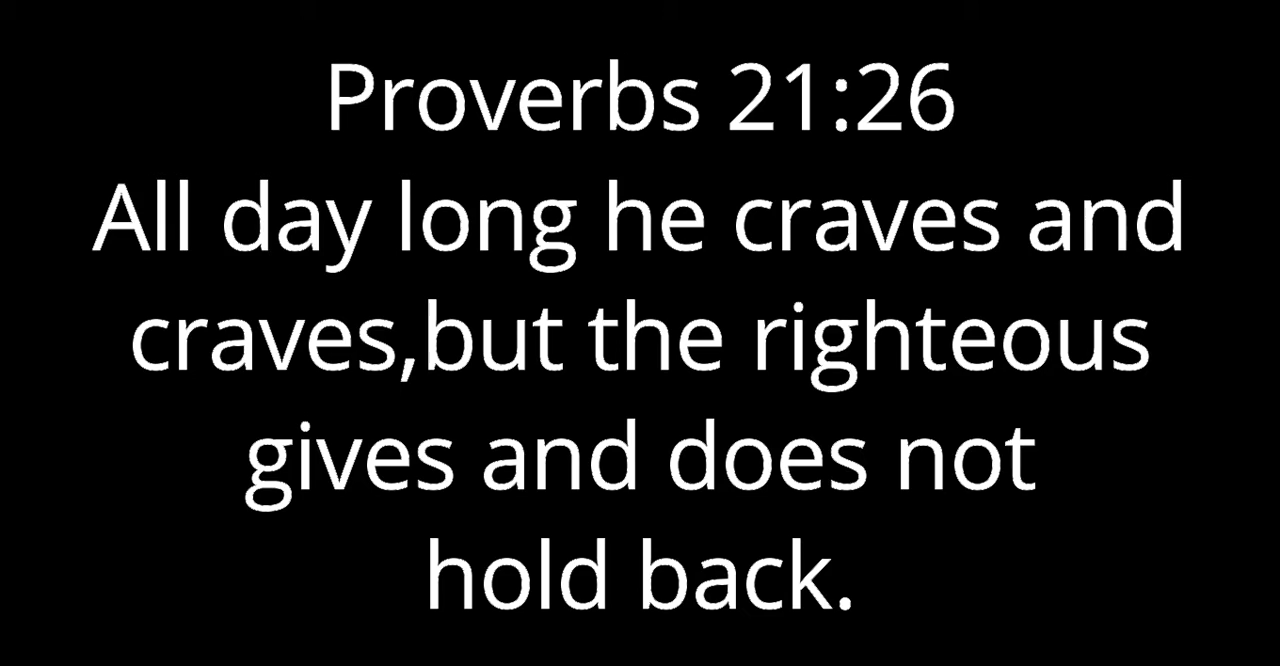 Proverbs 21:26
All day long he craves and
craves,but the righteous
gives and does not
hold back.